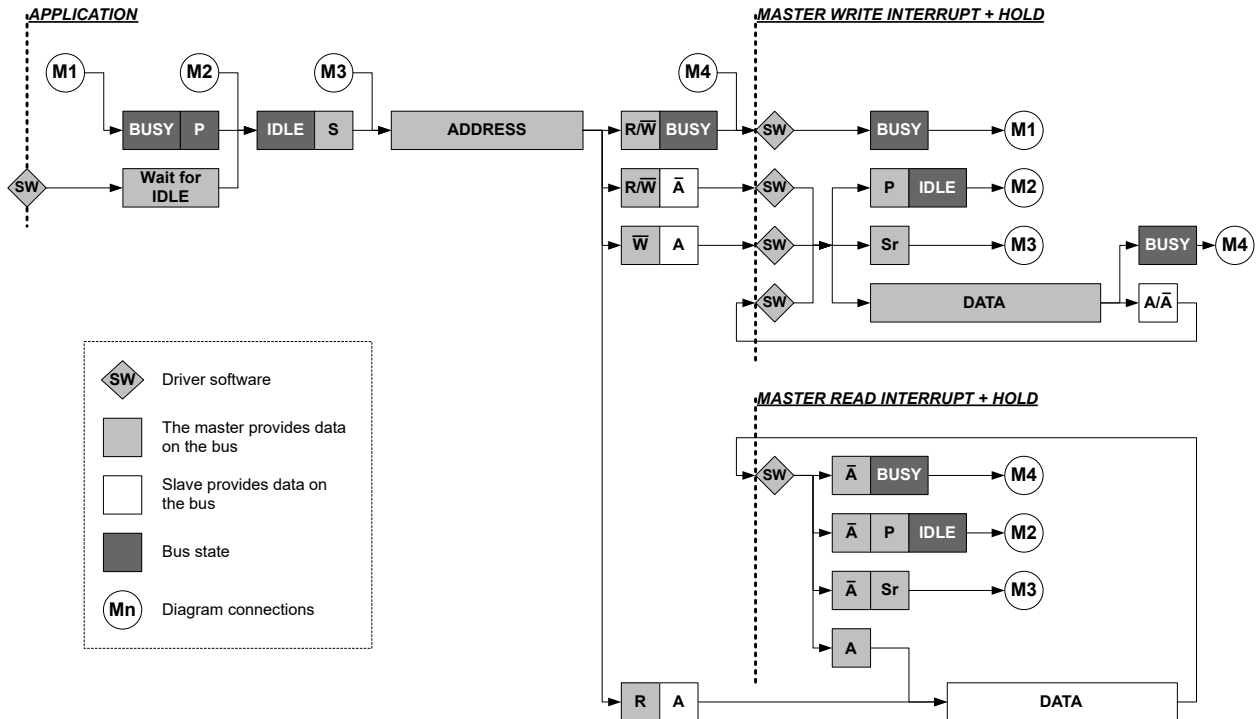 APPLICATION
MASTER WRITE INTERRUPT + HOLD
M1
M2
M3
M4
BUSY P
IDLE S
ADDRESS
R/W̅ BUSY
SW
BUSY
M1
SW
Wait for
IDLE
R/W̅ A̅
SW
P IDLE
M2
W̅ A
SW
Sr
M3
BUSY
M4
SW
DATA
A/A̅
SW
Driver software
The master provides data
on the bus
Slave provides data on
the bus
Bus state
Mn
Diagram connections
MASTER READ INTERRUPT + HOLD
SW
A̅ BUSY
M4
A̅ P IDLE
M2
A̅ Sr
M3
A
R A
DATA